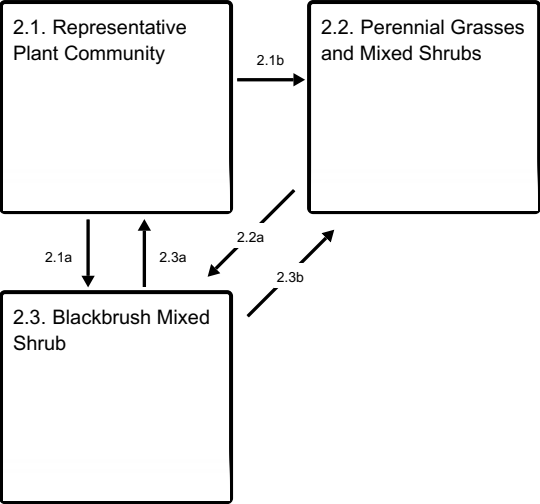 2.1. Representative
Plant Community
2.1b
2.2. Perennial Grasses
and Mixed Shrubs
2.1a
2.3a
2.2a
2.3b
2.3. Blackbrush Mixed
Shrub